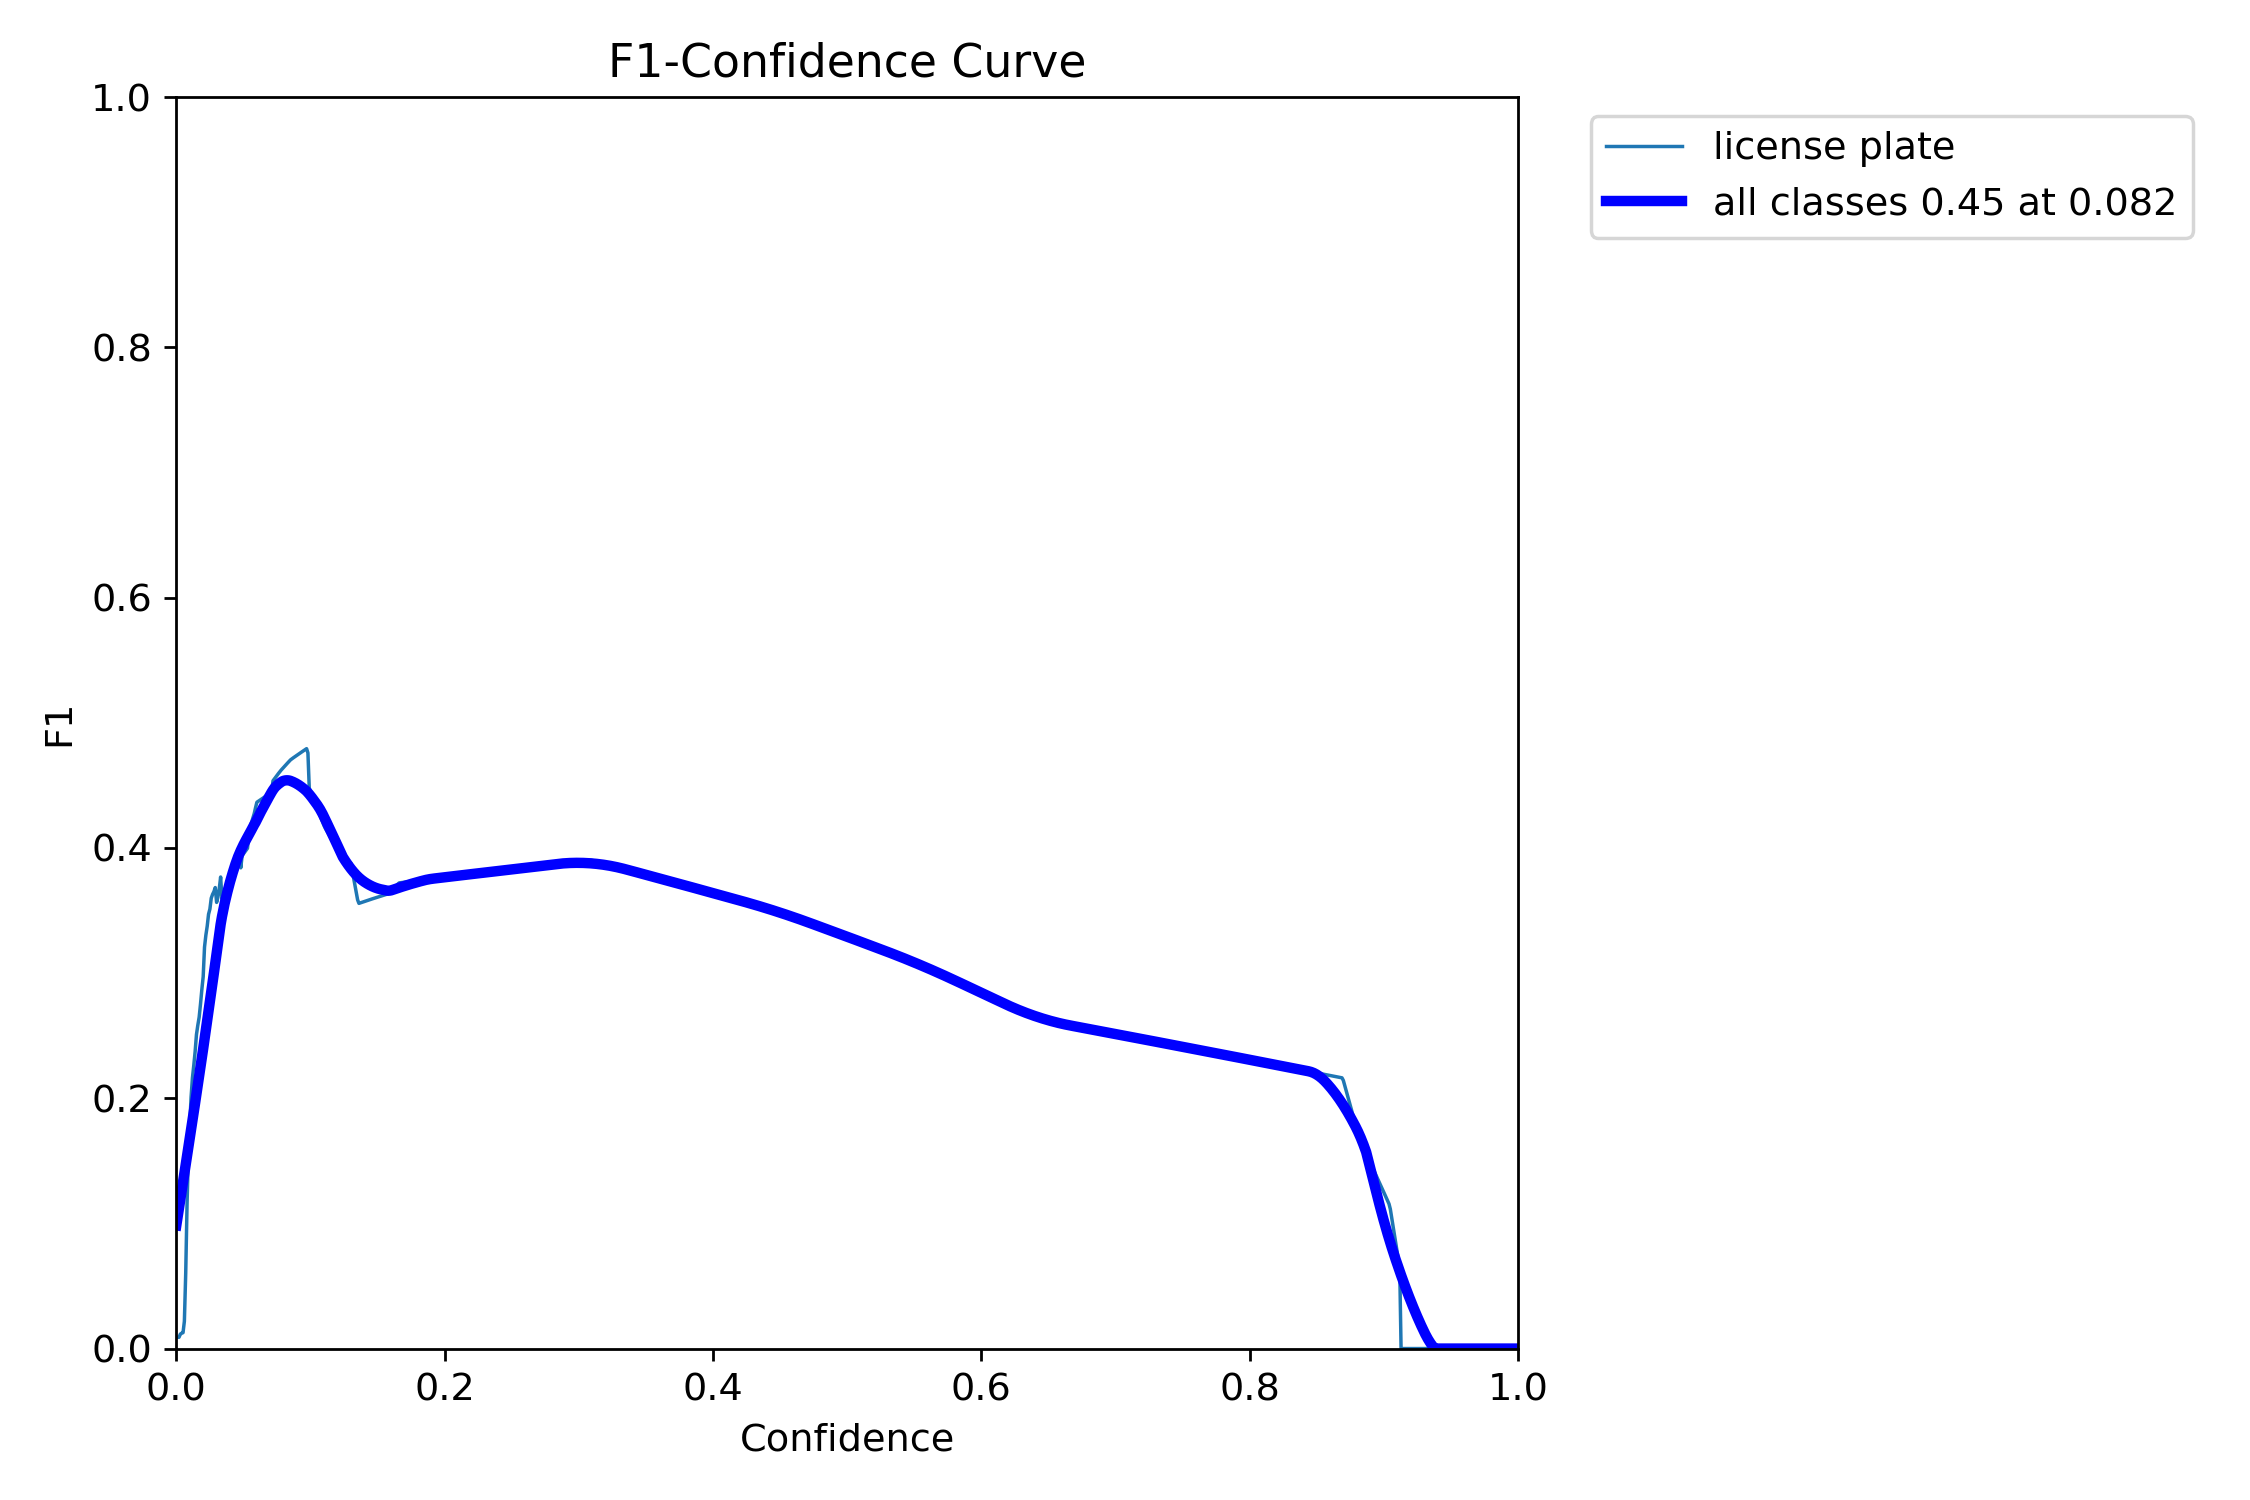 F1-Confidence Curve
1.0
0.8
0.6
0.4
0.2
0.0
F1
0.0 0.2 0.4 0.6 0.8 1.0
Confidence
license plate
all classes 0.45 at 0.082